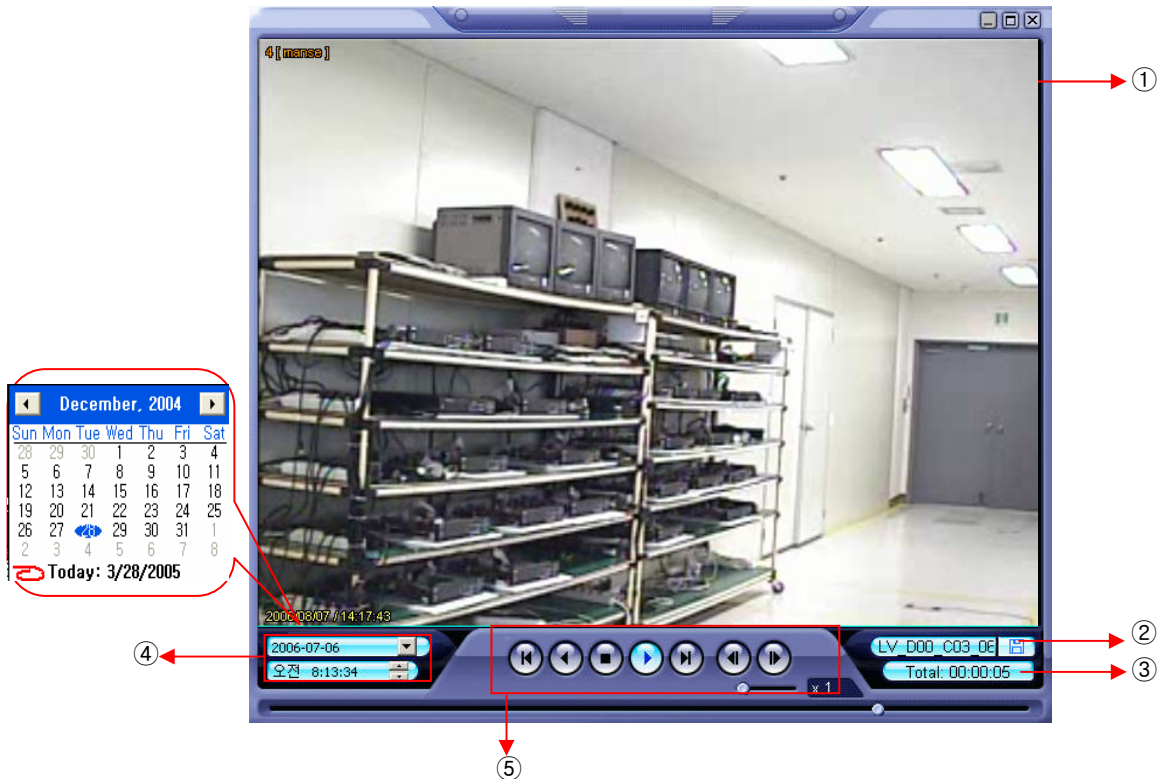 4 [ manse ]
①
December, 2004
Sun Mon Tue Wed Thu Fri Sat
28 29 30 1 2 3 4
5 6 7 8 9 10 11
12 13 14 15 16 17 18
19 20 21 22 23 24 25
26 27 28 29 30 31 1
2 3 4 5 6 7 8
Today: 3/28/2005
2006/08/07 / 14:17:43
④
2006-07-06
오전 8:13:34
x 1
LV_D00_C03_06
②
Total: 00:00:05
③
⑤